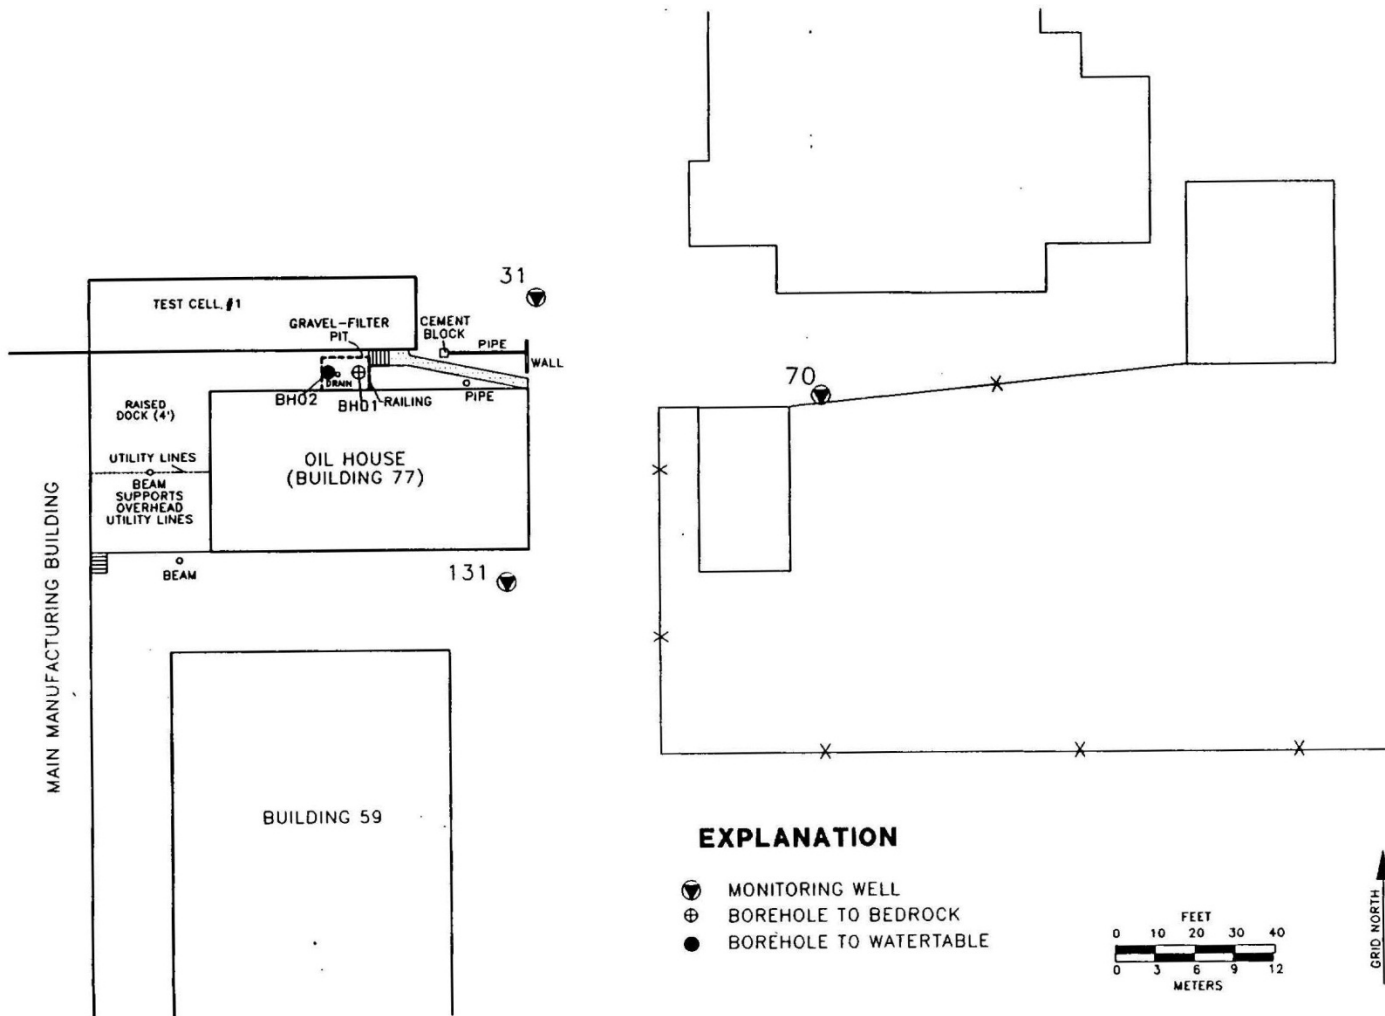 31
TEST CELL. #1
GRAVEL-FILTER
PIT
CEMENT
BLOCK
PIPE
WALL
70
DRAIN
BH02
BH01
RAILING
PIPE
RAISED
DOCK (4')
UTILITY LINES
OIL HOUSE
(BUILDING 77)
BEAM
SUPPORTS
OVERHEAD
UTILITY LINES
MAIN MANUFACTURING BUILDING
BEAM
131
BUILDING 59
EXPLANATION
MONITORING WELL
BOREHOLE TO BEDROCK
BOREHOLE TO WATERTABLE
FEET
0 10 20 30 40
0 3 6 9 12
METERS
GRID NORTH